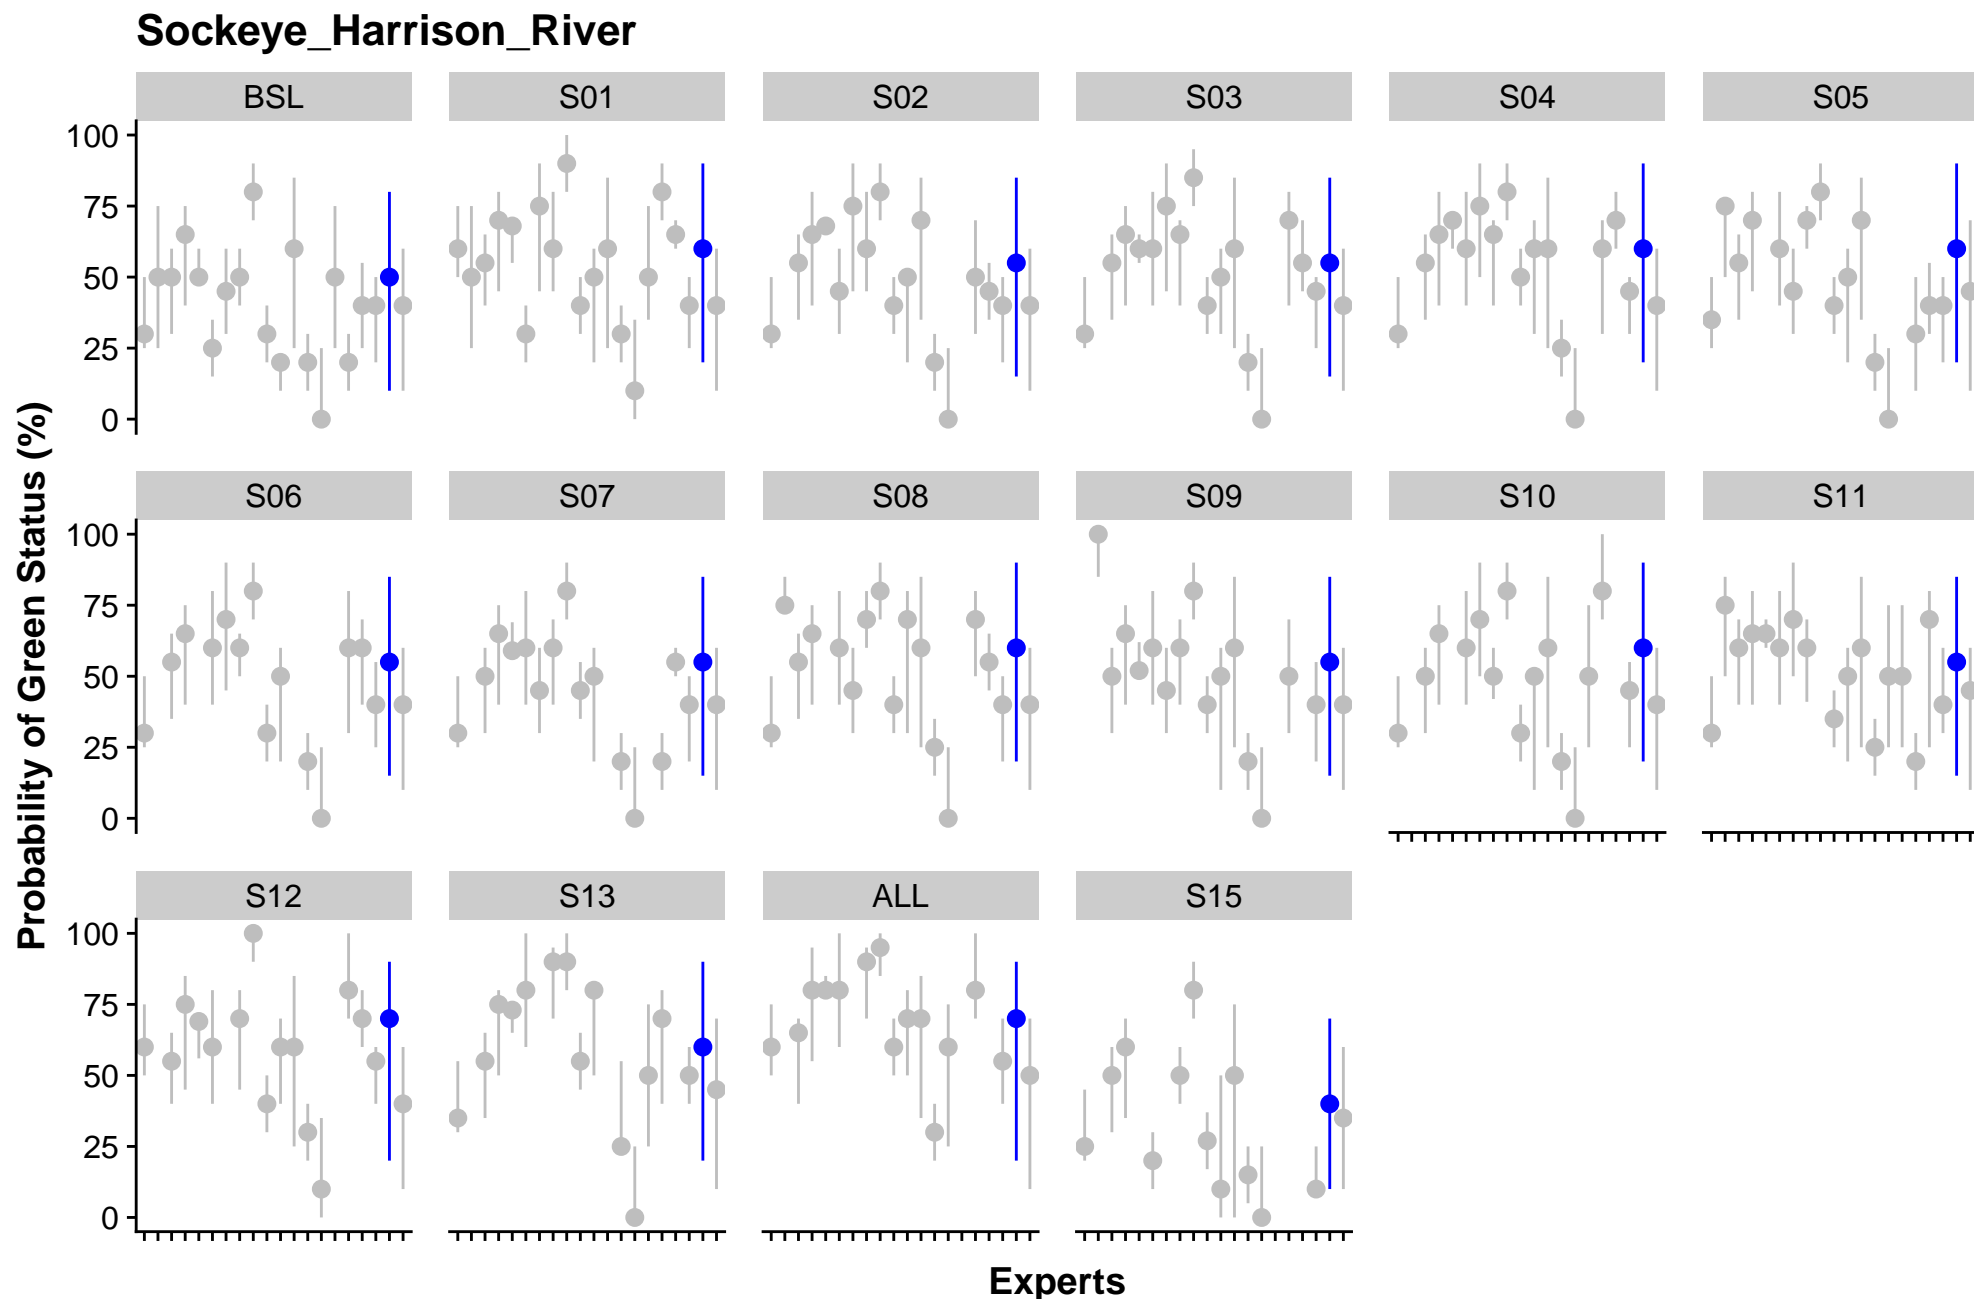 Sockeye_Harrison_River
BSL S01 S02 S03 S04 S05
100
75
50
25
0
S06 S07 S08 S09 S10 S11
100
75
50
25
0
S12 S13 ALL S15
100
75
50
25
0
Probability of Green Status (%)
Experts